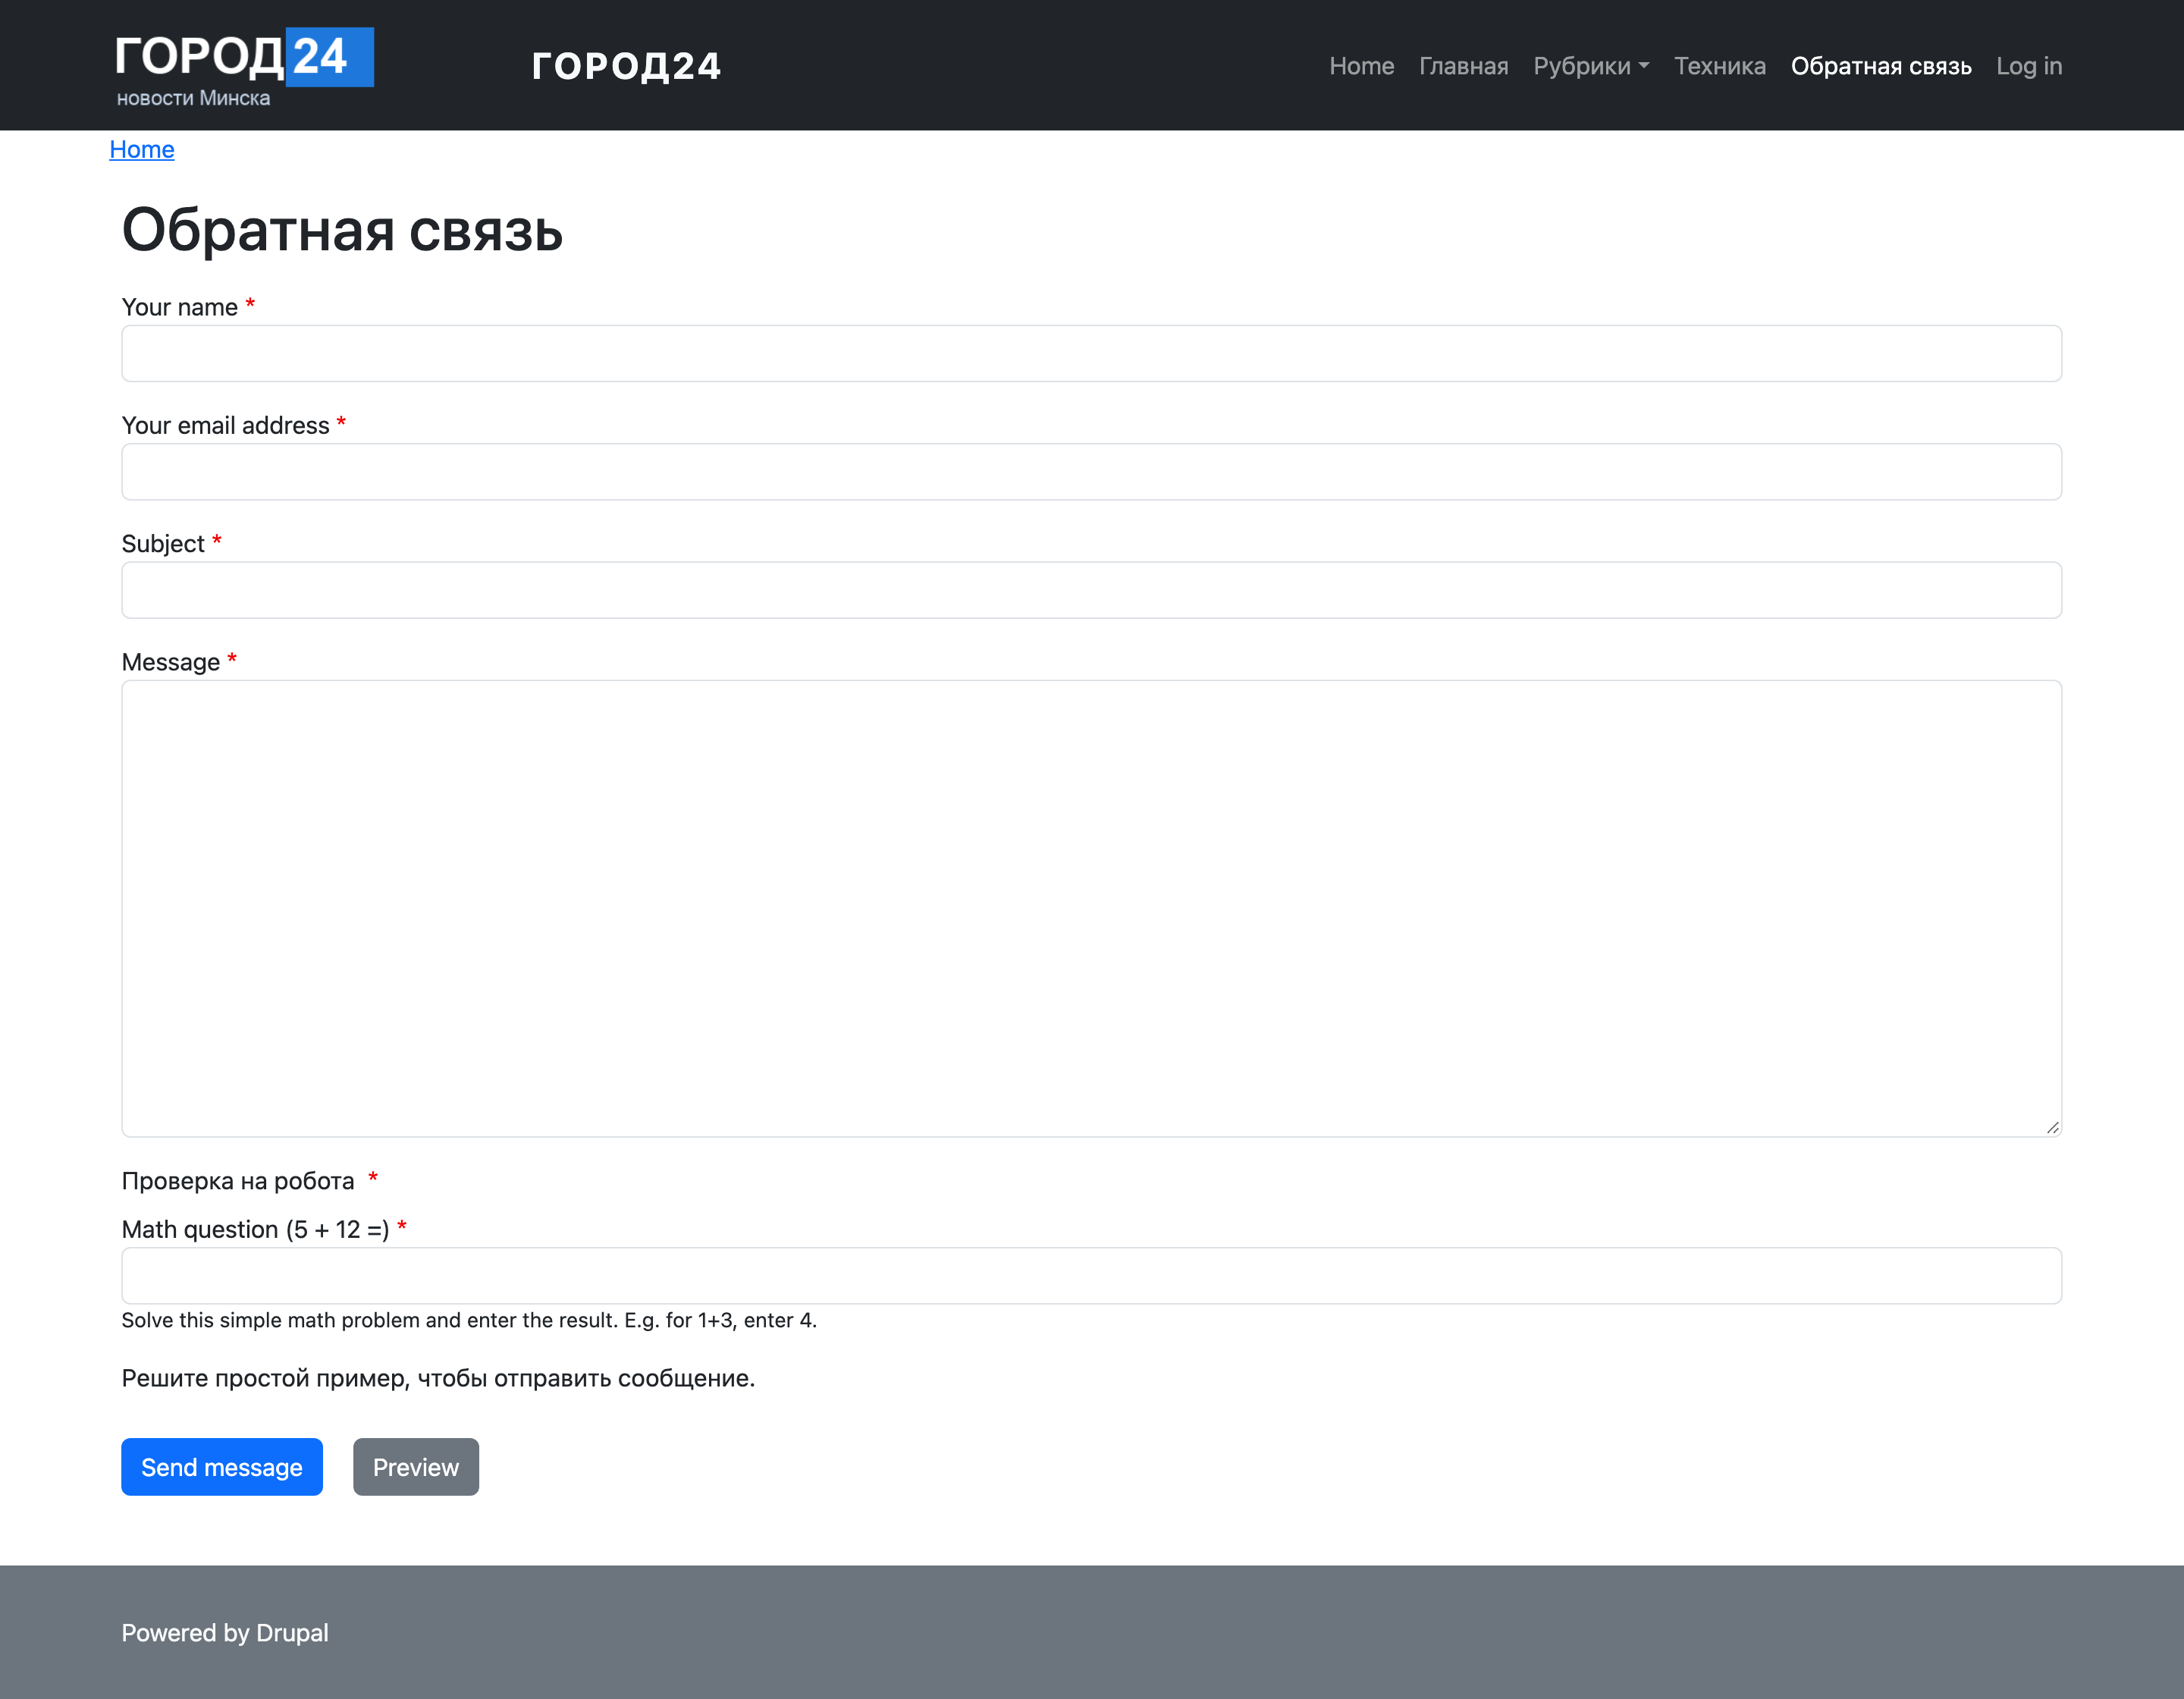 ГОРОД 24
новости Минска
ГОРОД24
Home Главная Рубрики Техника Обратная связь Log in
Home
Обратная связь
Your name *
Your email address *
Subject *
Message *
Проверка на робота *
Math question (5 + 12 =) *
Solve this simple math problem and enter the result. E.g. for 1+3, enter 4.
Решите простой пример, чтобы отправить сообщение.
Send message Preview
Powered by Drupal